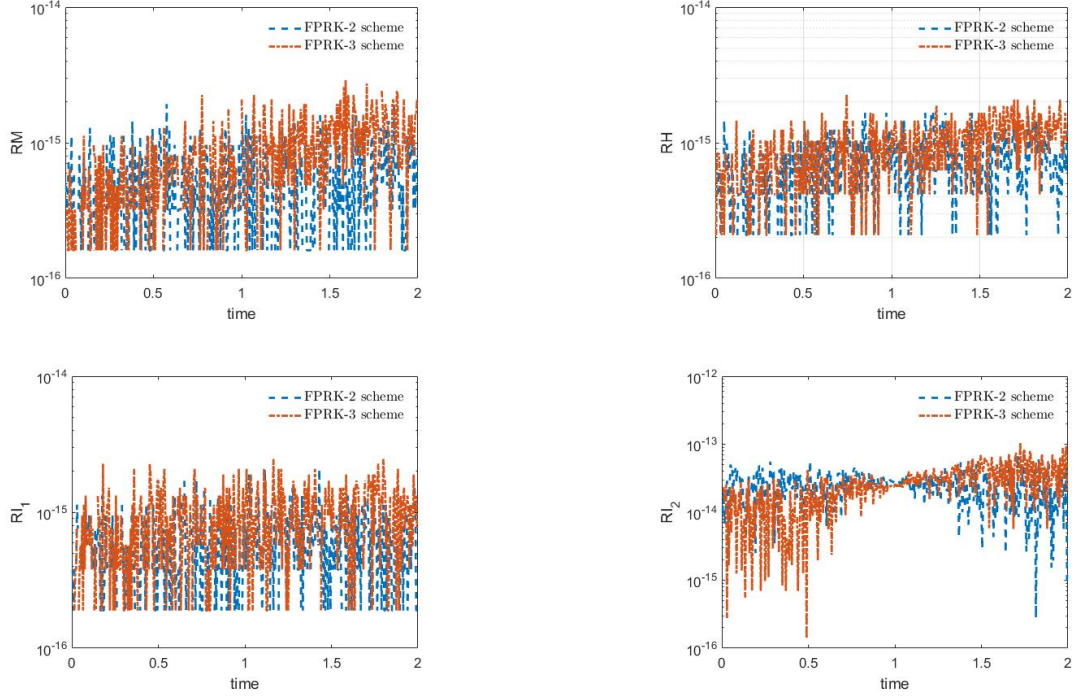 10^-14
FPRK-2 scheme
FPRK-3 scheme
RM
10^-15
10^-16
0 0.5 1 1.5 2
time
10^-14
FPRK-2 scheme
FPRK-3 scheme
RH
10^-15
10^-16
0 0.5 1 1.5 2
time
10^-14
FPRK-2 scheme
FPRK-3 scheme
RI_1
10^-15
10^-16
0 0.5 1 1.5 2
time
10^-12
FPRK-2 scheme
FPRK-3 scheme
10^-13
RI_2
10^-14
10^-15
10^-16
0 0.5 1 1.5 2
time